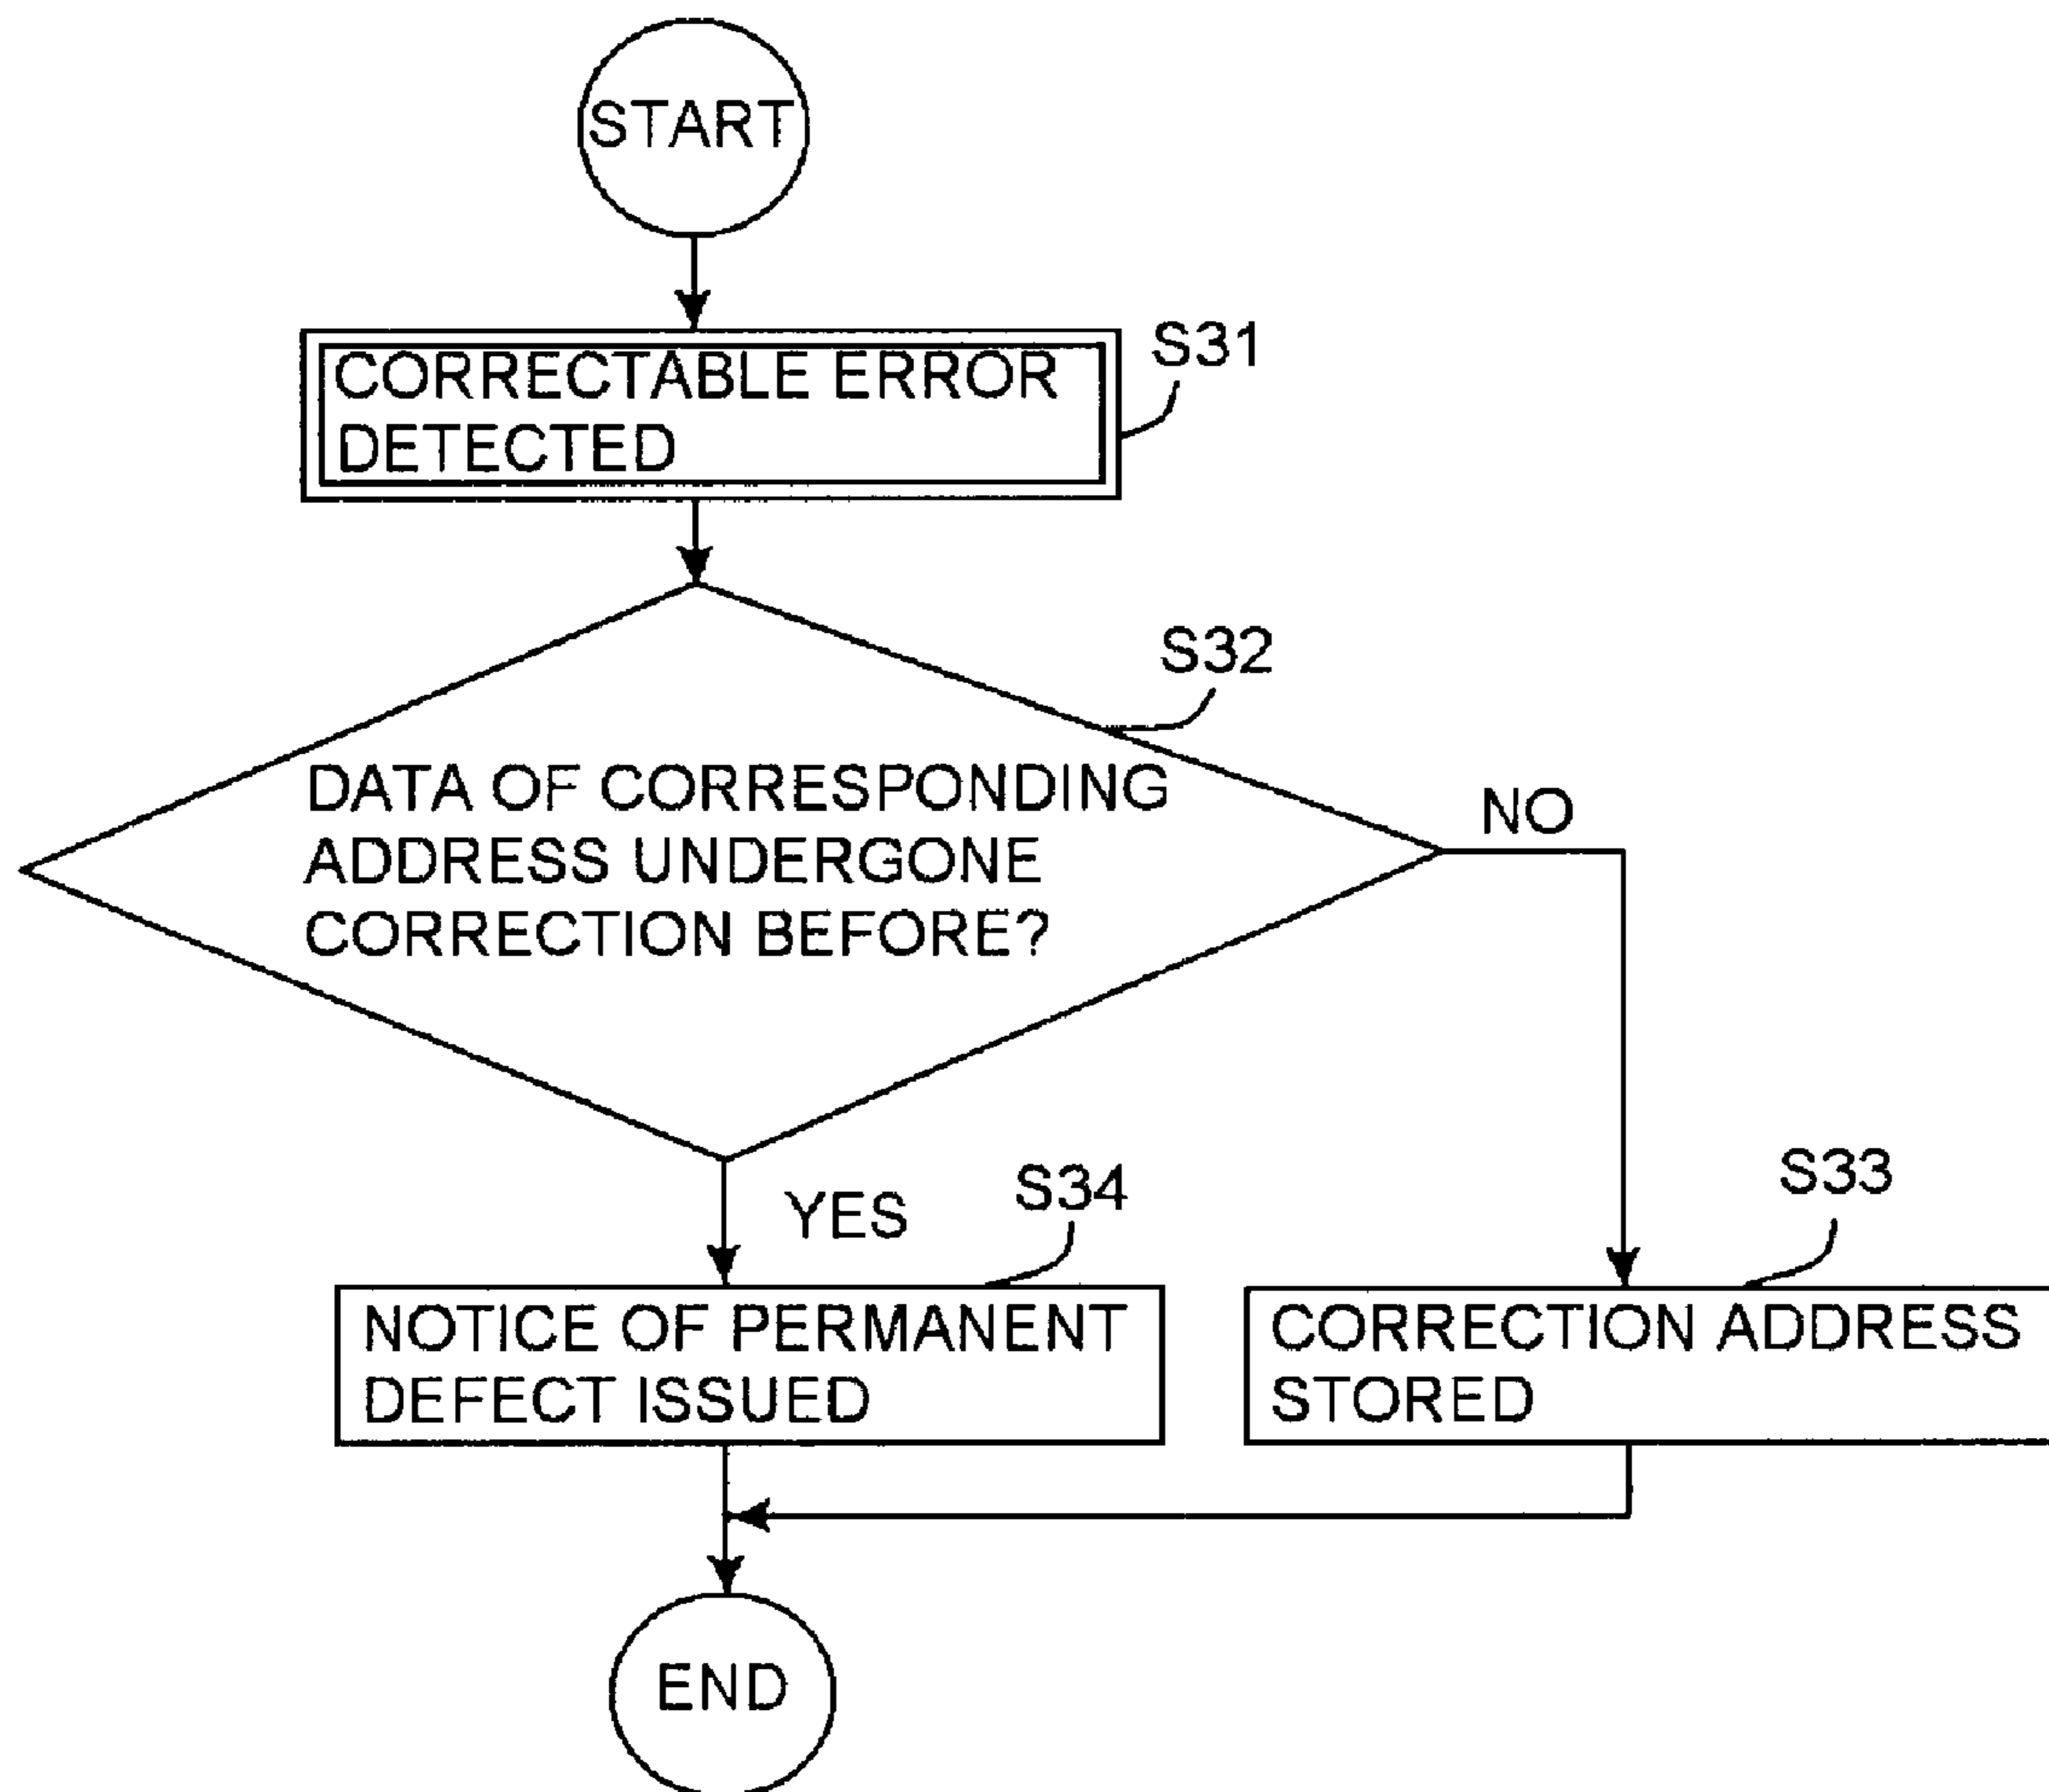 START
CORRECTABLE ERROR
DETECTED
S31
S32
DATA OF CORRESPONDING
ADDRESS UNDERGONE
CORRECTION BEFORE?
NO
YES
S34
S33
NOTICE OF PERMANENT
DEFECT ISSUED
CORRECTION ADDRESS
STORED
END